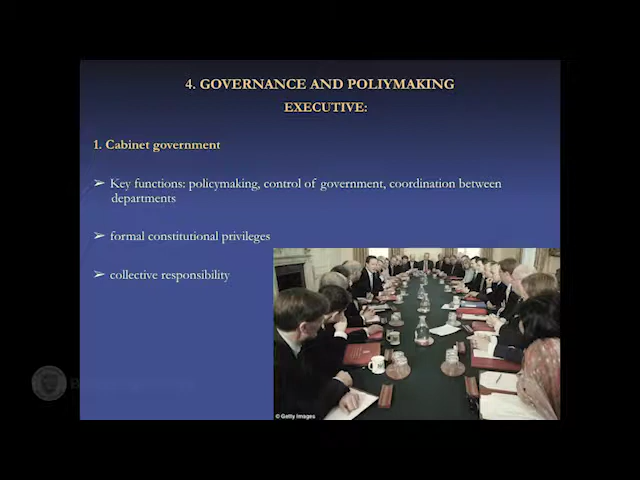 4. GOVERNANCE AND POLIYMAKING
EXECUTIVE:
1. Cabinet government
➢ Key functions: policymaking, control of government, coordination between
departments
➢ formal constitutional privileges
➢ collective responsibility
© Getty Images